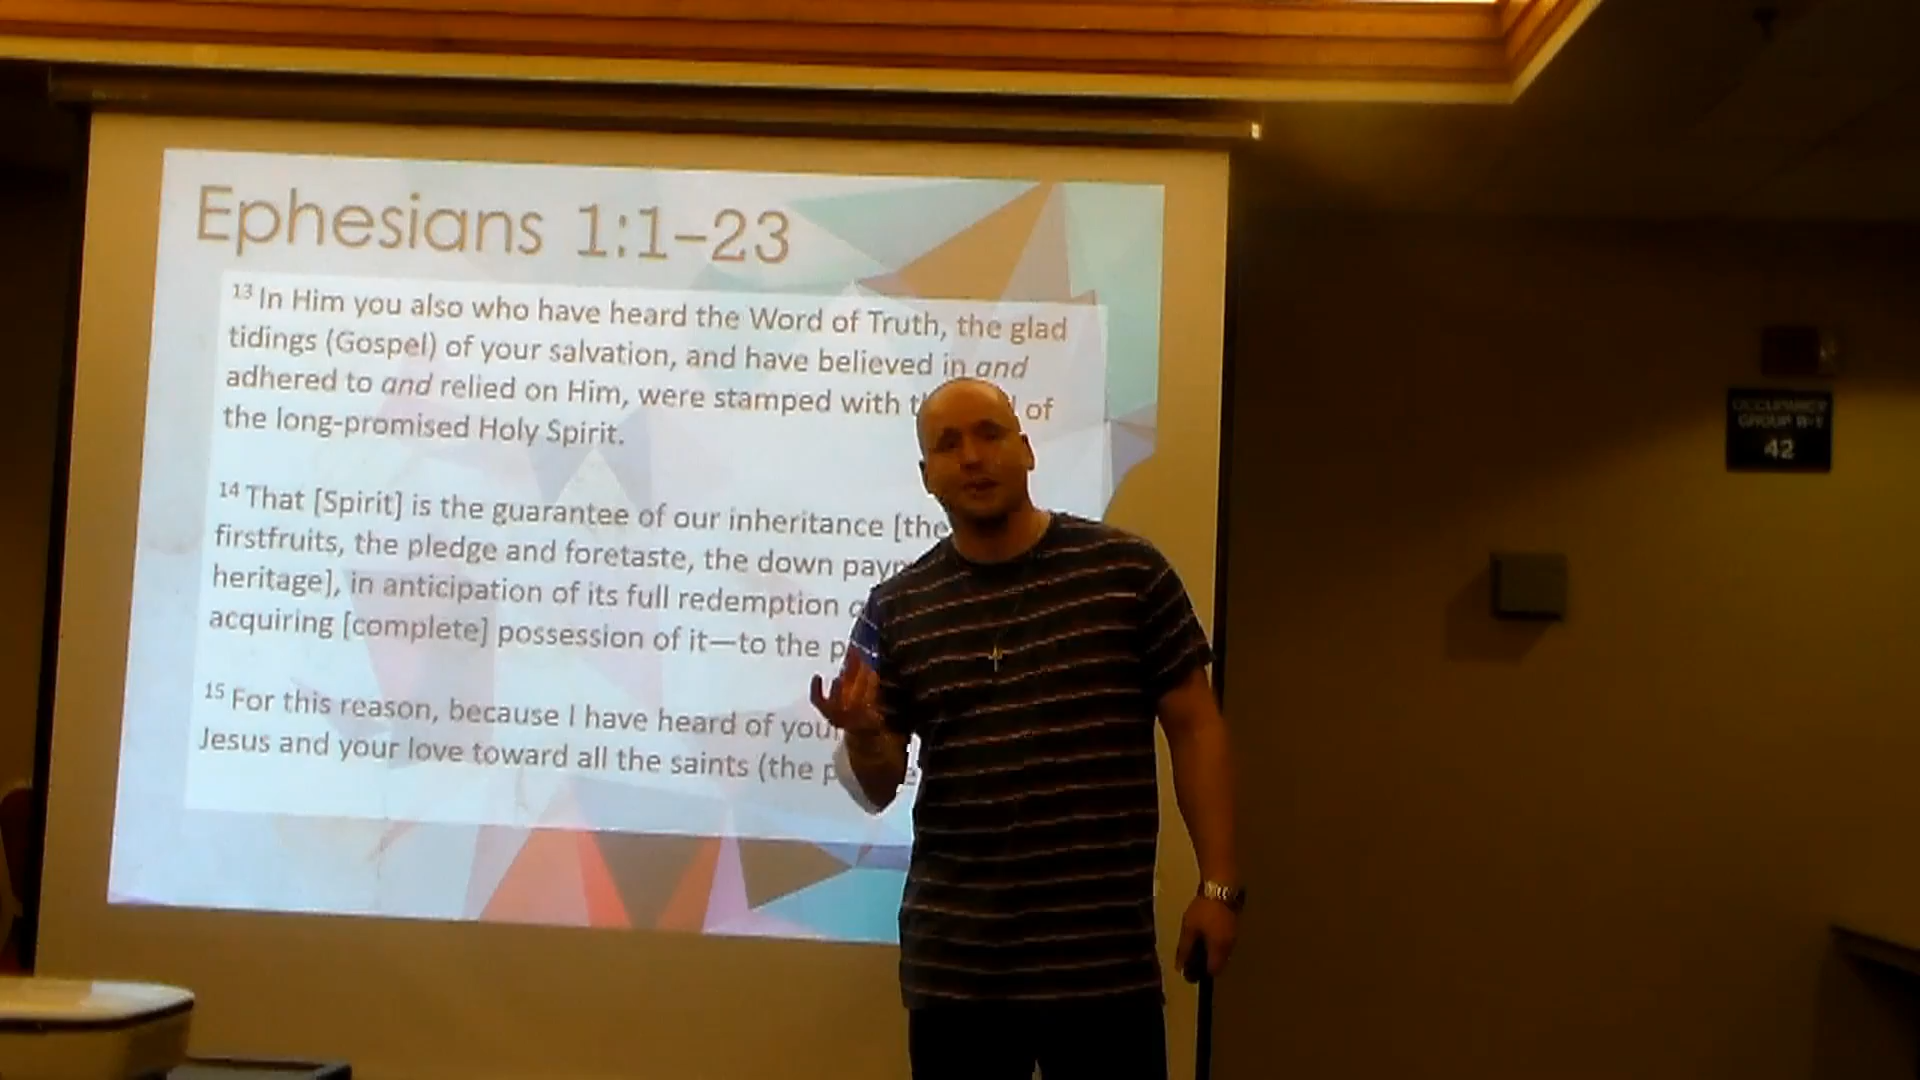 Ephesians 1:1–23
13 In Him you also who have heard the Word of Truth, the glad
tidings (Gospel) of your salvation, and have believed in and
adhered to and relied on Him, were stamped with of
the long-promised Holy Spirit.
14 That [Spirit] is the guarantee of our inheritance [the
firstfruits, the pledge and foretaste, the down
heritage], in anticipation of its full redemption
acquiring [complete] possession of it—to the
15 For this reason, because I have heard of
Jesus and your love toward all the saints (the
OCCUPANCY
GROUP
42